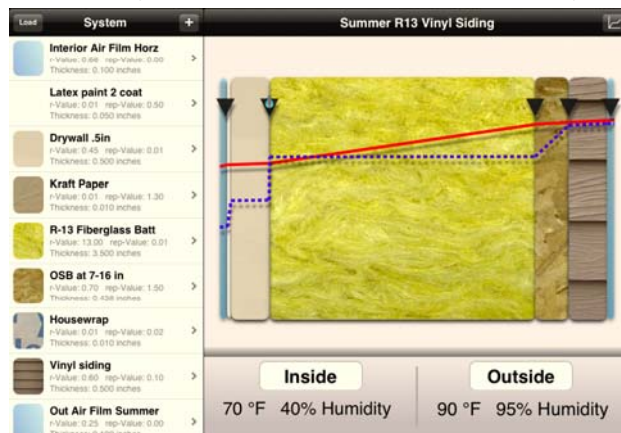 Load
System
+
Summer R13 Vinyl Siding
Interior Air Film Horz
r-Value: 0.68 rep-Value: 0.00
Thickness: 0.100 inches
Latex paint 2 coat
r-Value: 0.01 rep-Value: 0.50
Thickness: 0.050 inches
Drywall .5in
r-Value: 0.45 rep-Value: 0.01
Thickness: 0.500 inches
Kraft Paper
r-Value: 0.01 rep-Value: 1.30
Thickness: 0.010 inches
R-13 Fiberglass Batt
r-Value: 13.00 rep-Value: 0.01
Thickness: 3.500 inches
OSB at 7-16 in
r-Value: 0.70 rep-Value: 1.50
Thickness: 0.438 inches
Housewrap
r-Value: 0.01 rep-Value: 0.02
Thickness: 0.010 inches
Vinyl siding
r-Value: 0.60 rep-Value: 0.10
Thickness: 0.500 inches
Out Air Film Summer
r-Value: 0.25 rep-Value: 0.00
Inside
Outside
70 °F 40% Humidity
90 °F 95% Humidity